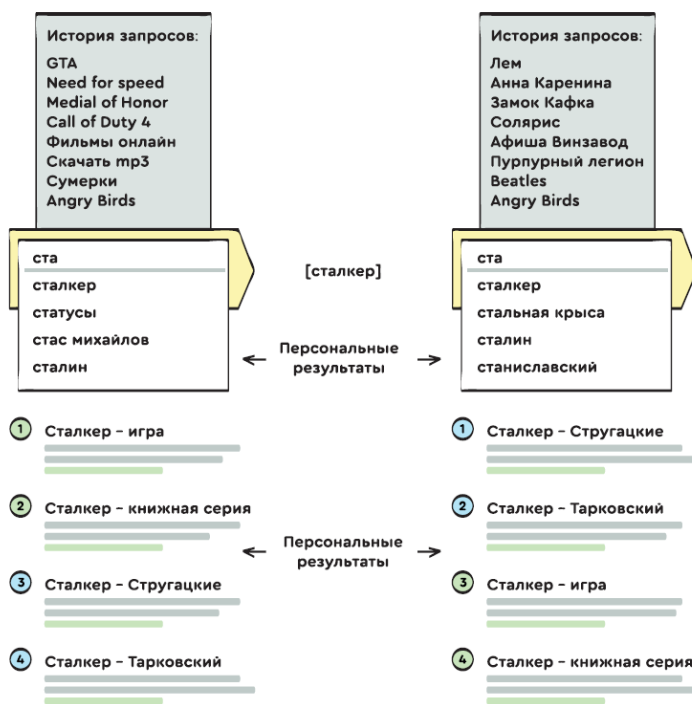 История запросов:
GTA
Need for speed
Medial of Honor
Call of Duty 4
Фильмы онлайн
Скачать mp3
Сумерки
Angry Birds
ста
сталкер
статусы
стас михайлов
сталин
[сталкер]
Персональные
результаты
История запросов:
Лем
Анна Каренина
Замок Кафка
Солярис
Афиша Винзавод
Пурпурный легион
Beatles
Angry Birds
ста
сталкер
стальная крыса
сталин
станиславский
1 Сталкер – игра
2 Сталкер – книжная серия
3 Сталкер – Стругацкие
4 Сталкер – Тарковский
Персональные
результаты
1 Сталкер – Стругацкие
2 Сталкер – Тарковский
3 Сталкер – игра
4 Сталкер – книжная серия